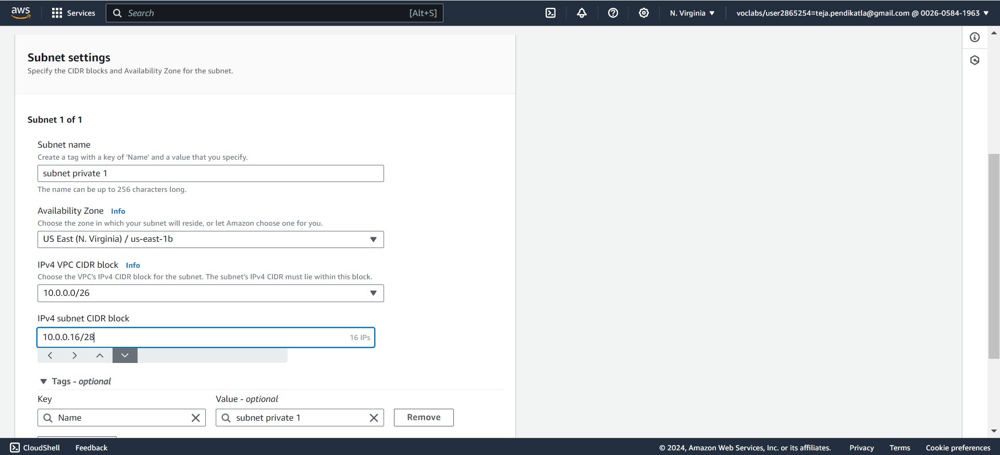 aws Services Search [Alt+S] N. Virginia voclabs/user2865254=teja.pendikatla@gmail.com @ 0026-0584-1963
Subnet settings
Specify the CIDR blocks and Availability Zone for the subnet.
Subnet 1 of 1
Subnet name
Create a tag with a key of 'Name' and a value that you specify.
subnet private 1
The name can be up to 256 characters long.
Availability Zone Info
Choose the zone in which your subnet will reside, or let Amazon choose one for you.
US East (N. Virginia) / us-east-1b
IPv4 VPC CIDR block Info
Choose the VPC's IPv4 CIDR block for the subnet. The subnet's IPv4 CIDR must lie within this block.
10.0.0.0/26
IPv4 subnet CIDR block
10.0.0.16/28 16 IPs
Tags - optional
Key Value - optional
Name subnet private 1 Remove
CloudShell Feedback © 2024, Amazon Web Services, Inc. or its affiliates. Privacy Terms Cookie preferences